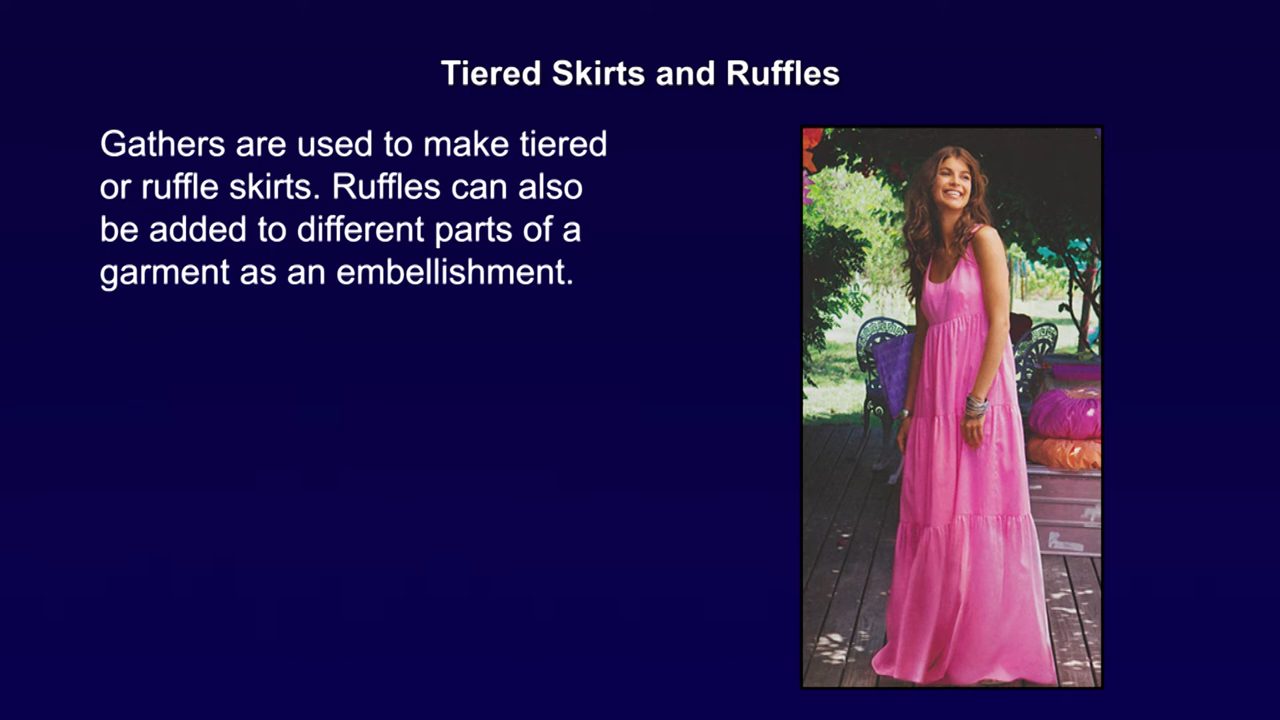 Tiered Skirts and Ruffles
Gathers are used to make tiered
or ruffle skirts. Ruffles can also
be added to different parts of a
garment as an embellishment.